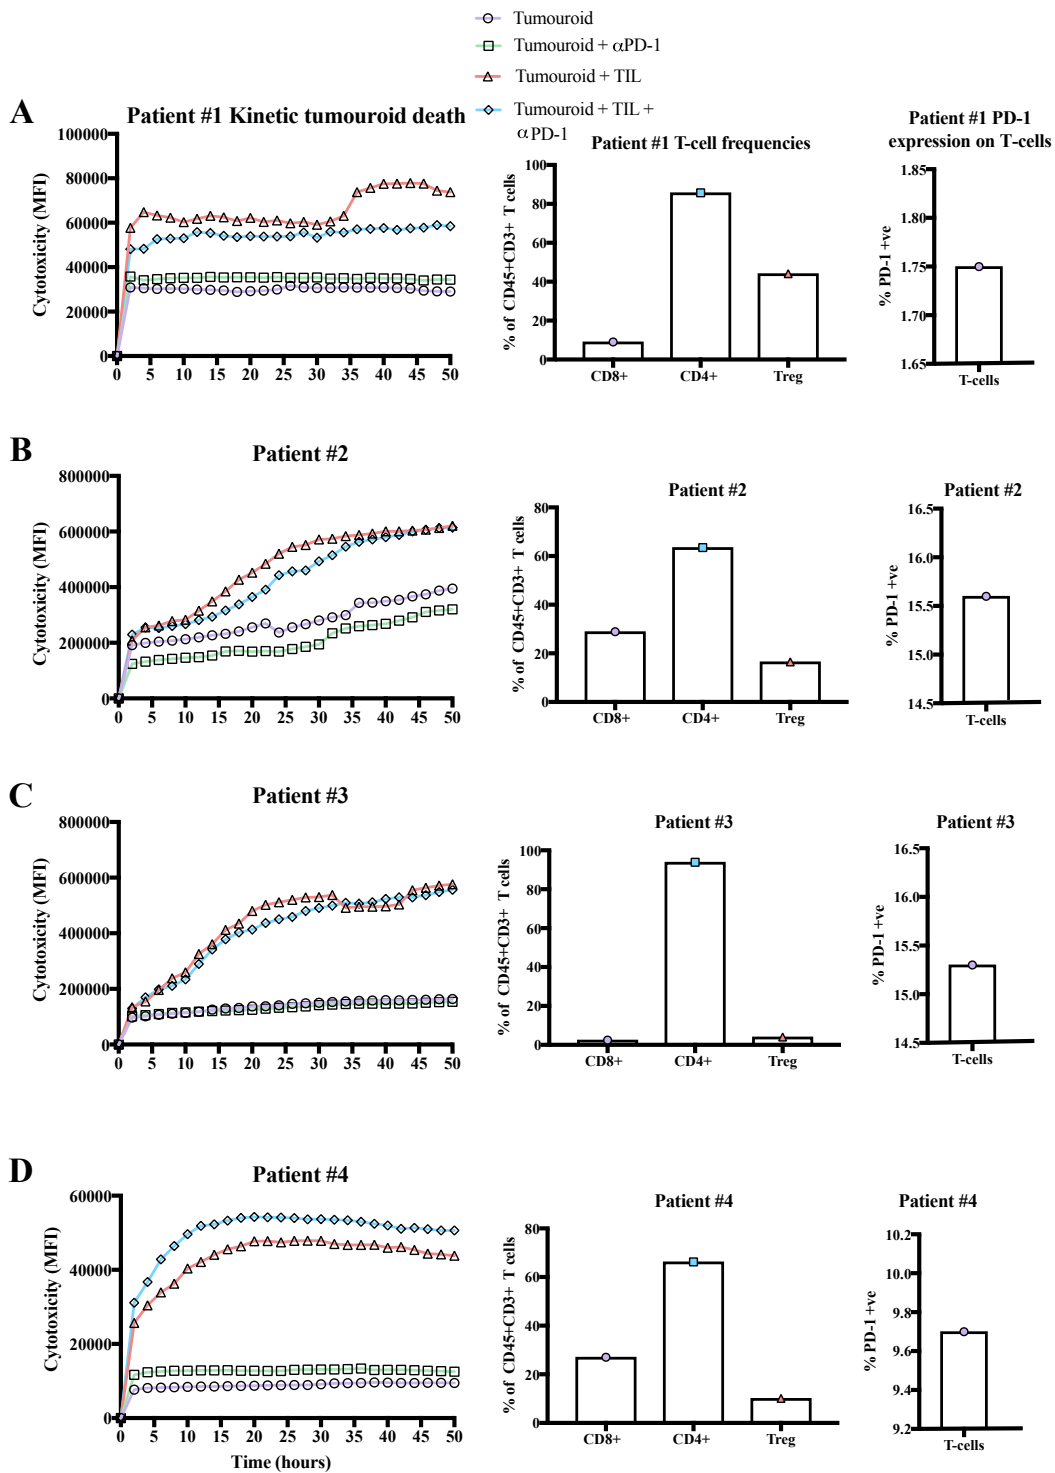 Tumouroid
Tumouroid + αPD-1
Tumouroid + TIL
Tumouroid + TIL +
αPD-1
A
Patient #1 Kinetic tumouroid death
Cytotoxicity (MFI)
100000
80000
60000
40000
20000
0
0 5 10 15 20 25 30 35 40 45 50
Patient #1 T-cell frequencies
% of CD45+CD3+ T cells
100
80
60
40
20
0
CD8+ CD4+ Treg
Patient #1 PD-1
expression on T-cells
% PD-1 +ve
1.85
1.80
1.75
1.70
1.65
T-cells
B
Patient #2
Cytotoxicity (MFI)
800000
600000
400000
200000
0
0 5 10 15 20 25 30 35 40 45 50
Patient #2
% of CD45+CD3+ T cells
80
60
40
20
0
CD8+ CD4+ Treg
Patient #2
% PD-1 +ve
16.5
16.0
15.5
15.0
14.5
T-cells
C
Patient #3
Cytotoxicity (MFI)
800000
600000
400000
200000
0
0 5 10 15 20 25 30 35 40 45 50
Patient #3
% of CD45+CD3+ T cells
100
80
60
40
20
0
CD8+ CD4+ Treg
Patient #3
% PD-1 +ve
16.5
16.0
15.5
15.0
14.5
T-cells
D
Patient #4
Cytotoxicity (MFI)
60000
40000
20000
0
0 5 10 15 20 25 30 35 40 45 50
Time (hours)
Patient #4
% of CD45+CD3+ T cells
80
60
40
20
0
CD8+ CD4+ Treg
Patient #4
% PD-1 +ve
10.2
10.0
9.8
9.6
9.4
9.2
T-cells